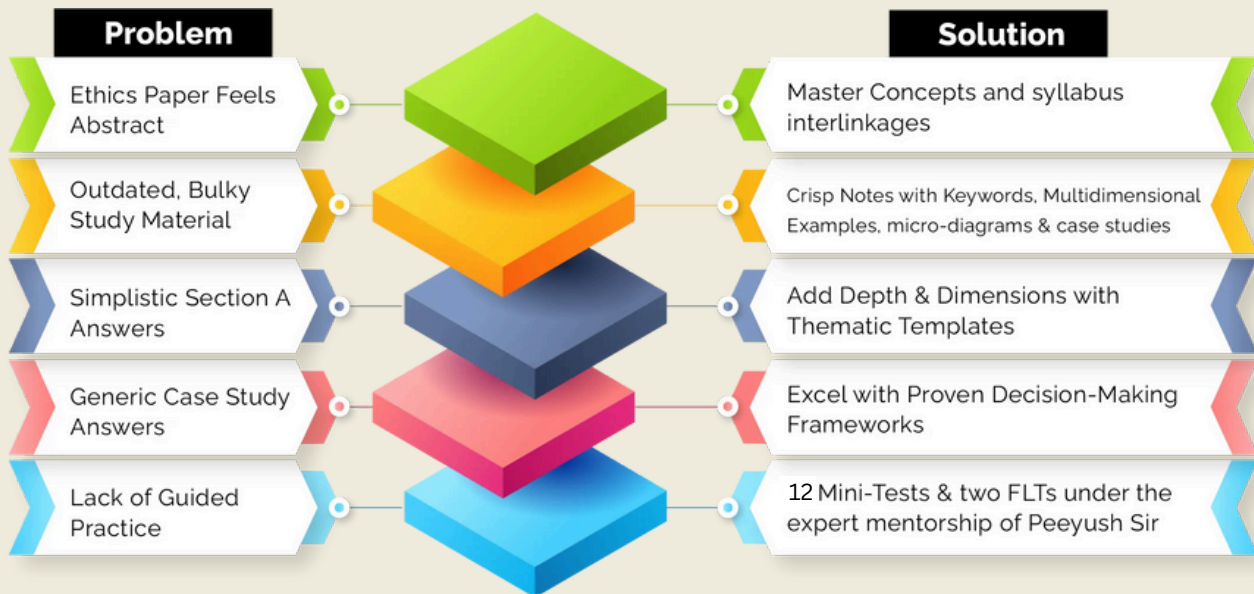 Problem
Solution
Ethics Paper Feels
Abstract
Master Concepts and syllabus
interlinkages
Outdated, Bulky
Study Material
Crisp Notes with Keywords, Multidimensional
Examples, micro-diagrams & case studies
Simplistic Section A
Answers
Add Depth & Dimensions with
Thematic Templates
Generic Case Study
Answers
Excel with Proven Decision-Making
Frameworks
Lack of Guided
Practice
12 Mini-Tests & two FLTs under the
expert mentorship of Peeyush Sir